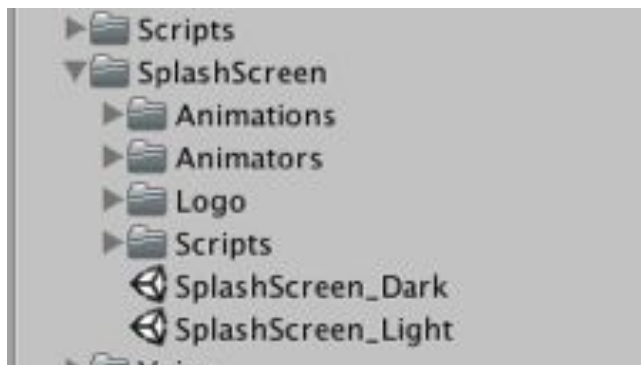 Scripts
SplashScreen
Animations
Animators
Logo
Scripts
SplashScreen_Dark
SplashScreen_Light